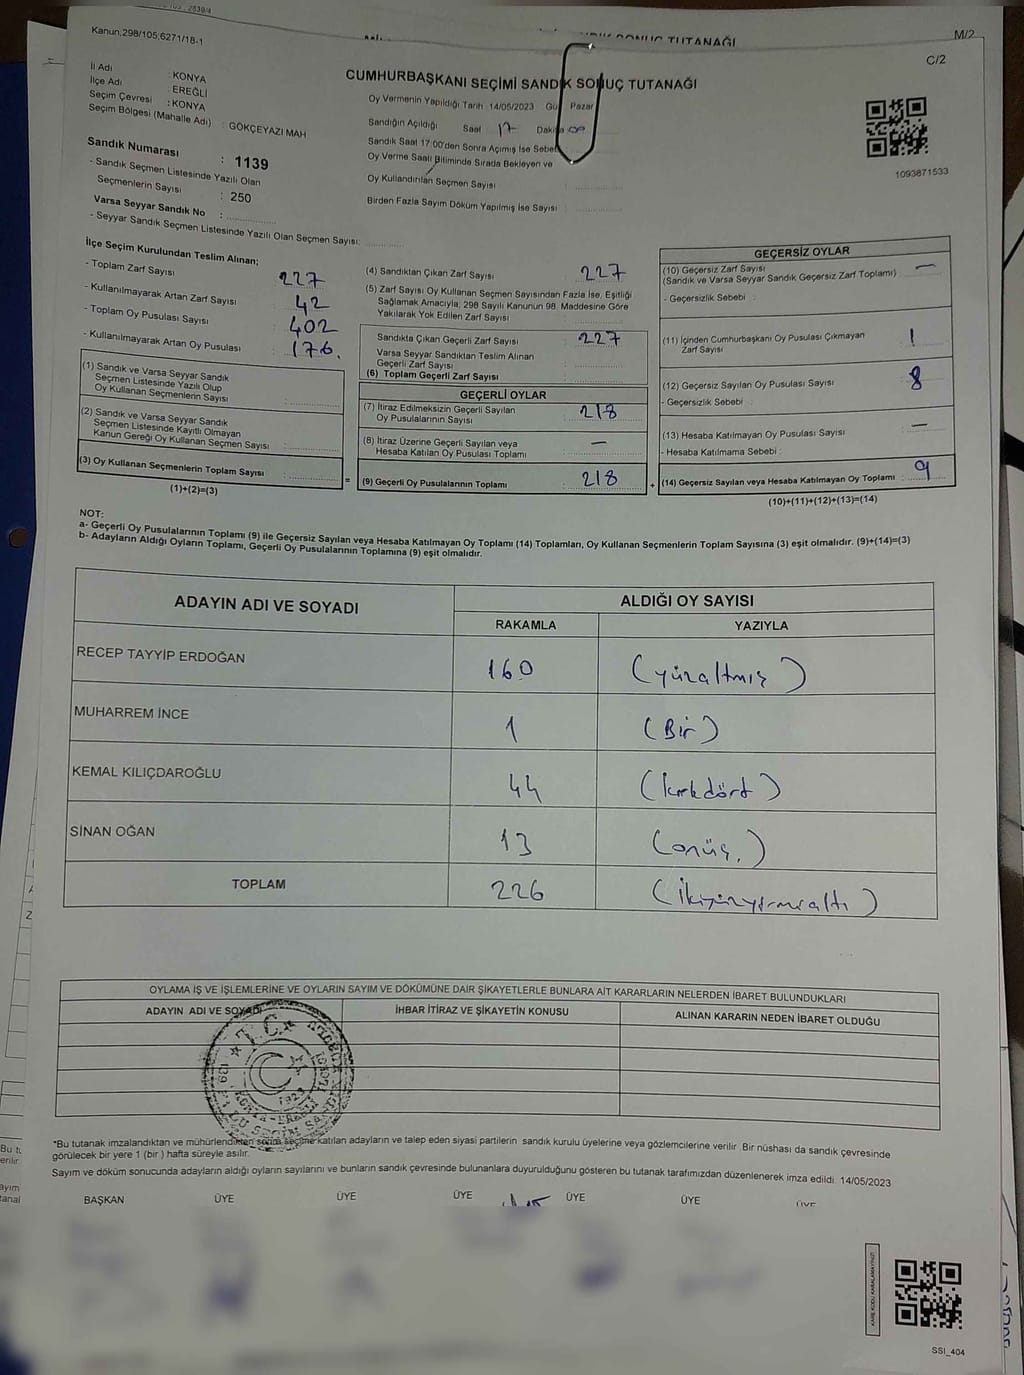 Kanun;298/105;6271/18-1
SONUÇ TUTANAĞI
M/2
C/2
CUMHURBAŞKANI SEÇİMİ SANDIK SONUÇ TUTANAĞI
İl Adı : KONYA
İlçe Adı : EREĞLİ
Seçim Çevresi : KONYA
Seçim Bölgesi (Mahalle Adı) : GÖKÇEYAZI MAH
Oy Vermenin Yapıldığı Tarih 14/05/2023 Pazar
Sandığın Açıldığı Saat 17 Dakika 00
Sandık Saat 17:00'den Sonra Açımış İse
Oy Verme Saati Bitiminde Sırada Bekleyen ve
Oy Kullandırılan Seçmen Sayısı :
Birden Fazla Sayım Döküm Yapılmış İse Sayısı :
1093871533
Sandık Numarası : 1139
- Sandık Seçmen Listesinde Yazılı Olan
Seçmenlerin Sayısı : 250
Varsa Seyyar Sandık No :
- Seyyar Sandık Seçmen Listesinde Yazılı Olan Seçmen Sayısı:
İlçe Seçim Kurulundan Teslim Alınan;
- Toplam Zarf Sayısı : 227
- Kullanılmayarak Artan Zarf Sayısı : 42
- Toplam Oy Pusulası Sayısı : 402
- Kullanılmayarak Artan Oy Pusulası : 176.
(1) Sandık ve Varsa Seyyar Sandık
Seçmen Listesinde Yazılı Olup
Oy Kullanan Seçmenlerin Sayısı :
(2) Sandık ve Varsa Seyyar Sandık
Seçmen Listesinde Kayıtlı Olmayan
Kanun Gereği Oy Kullanan Seçmen Sayısı :
(3) Oy Kullanan Seçmenlerin Toplam Sayısı :
(1)+(2)=(3)
(4) Sandıktan Çıkan Zarf Sayısı : 227
(5) Zarf Sayısı Oy Kullanan Seçmen Sayısından Fazla İse, Eşitliği
Sağlamak Amacıyla; 298 Sayılı Kanunun 98. Maddesine Göre
Yakılarak Yok Edilen Zarf Sayısı :
Sandıkta Çıkan Geçerli Zarf Sayısı : 227
Varsa Seyyar Sandıktan Teslim Alınan
Geçerli Zarf Sayısı :
(6) Toplam Geçerli Zarf Sayısı
GEÇERLİ OYLAR
(7) İtiraz Edilmeksizin Geçerli Sayılan
Oy Pusulalarının Sayısı : 218
(8) İtiraz Üzerine Geçerli Sayılan veya
Hesaba Katılan Oy Pusulası Toplamı : —
(9) Geçerli Oy Pusulalarının Toplamı : 218
=
+
GEÇERSİZ OYLAR
(10) Geçersiz Zarf Sayısı : —
(Sandık ve Varsa Seyyar Sandık Geçersiz Zarf Toplamı)
- Geçersizlik Sebebi :
(11) İçinden Cumhurbaşkanı Oy Pusulası Çıkmayan
Zarf Sayısı 1
(12) Geçersiz Sayılan Oy Pusulası Sayısı : 8
- Geçersizlik Sebebi :
(13) Hesaba Katılmayan Oy Pusulası Sayısı : —
- Hesaba Katılmama Sebebi :
(14) Geçersiz Sayılan veya Hesaba Katılmayan Oy Toplamı : 9
(10)+(11)+(12)+(13)=(14)
NOT:
a- Geçerli Oy Pusulalarının Toplamı (9) ile Geçersiz Sayılan veya Hesaba Katılmayan Oy Toplamı (14) Toplamları, Oy Kullanan Seçmenlerin Toplam Sayısına (3) eşit olmalıdır. (9)+(14)=(3)
b- Adayların Aldığı Oyların Toplamı, Geçerli Oy Pusulalarının Toplamına (9) eşit olmalıdır.
ADAYIN ADI VE SOYADI ALDIĞI OY SAYISI
RAKAMLA YAZIYLA
RECEP TAYYİP ERDOĞAN 160 (yüzaltmış)
MUHARREM İNCE 1 (Bir)
KEMAL KILIÇDAROĞLU 44 (kırkdört)
SİNAN OĞAN 13 (onüç.)
TOPLAM 226 (İkiyüzyirmialtı)
OYLAMA İŞ VE İŞLEMLERİNE VE OYLARIN SAYIM VE DÖKÜMÜNE DAİR ŞİKAYETLERLE BUNLARA AİT KARARLARIN NELERDEN İBARET BULUNDUKLARI
ADAYIN ADI VE SOYADI İHBAR İTİRAZ VE ŞİKAYETİN KONUSU ALINAN KARARIN NEDEN İBARET OLDUĞU
T.C.
*Bu tutanak imzalandıktan ve mühürlendikten sonra seçime katılan adayların ve talep eden siyasi partilerin sandık kurulu üyelerine veya gözlemcilerine verilir. Bir nüshası da sandık çevresinde
görülecek bir yere 1 (bir) hafta süreyle asılır.
Sayım ve döküm sonucunda adayların aldığı oyların sayılarını ve bunların sandık çevresinde bulunanlara duyurulduğunu gösteren bu tutanak tarafımızdan düzenlenerek imza edildi. 14/05/2023
BAŞKAN ÜYE ÜYE ÜYE ÜYE ÜYE ÜYE
KARE KODU KARALAMAYINIZ!
SSI_404